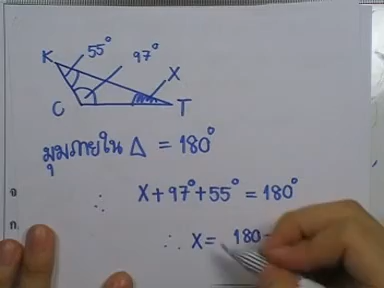 K 55° 97° X
C T
มุมภายใน Δ = 180°
∴ X + 97° + 55° = 180°
∴ X = 180 -